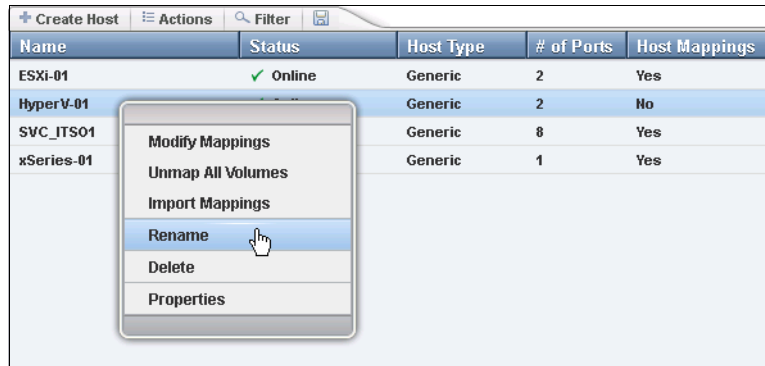 Create Host Actions Filter
Name Status Host Type # of Ports Host Mappings
ESXi-01 Online Generic 2 Yes
HyperV-01 Generic 2 No
SVC_ITSO1 Generic 8 Yes
xSeries-01 Generic 1 Yes
Modify Mappings
Unmap All Volumes
Import Mappings
Rename
Delete
Properties